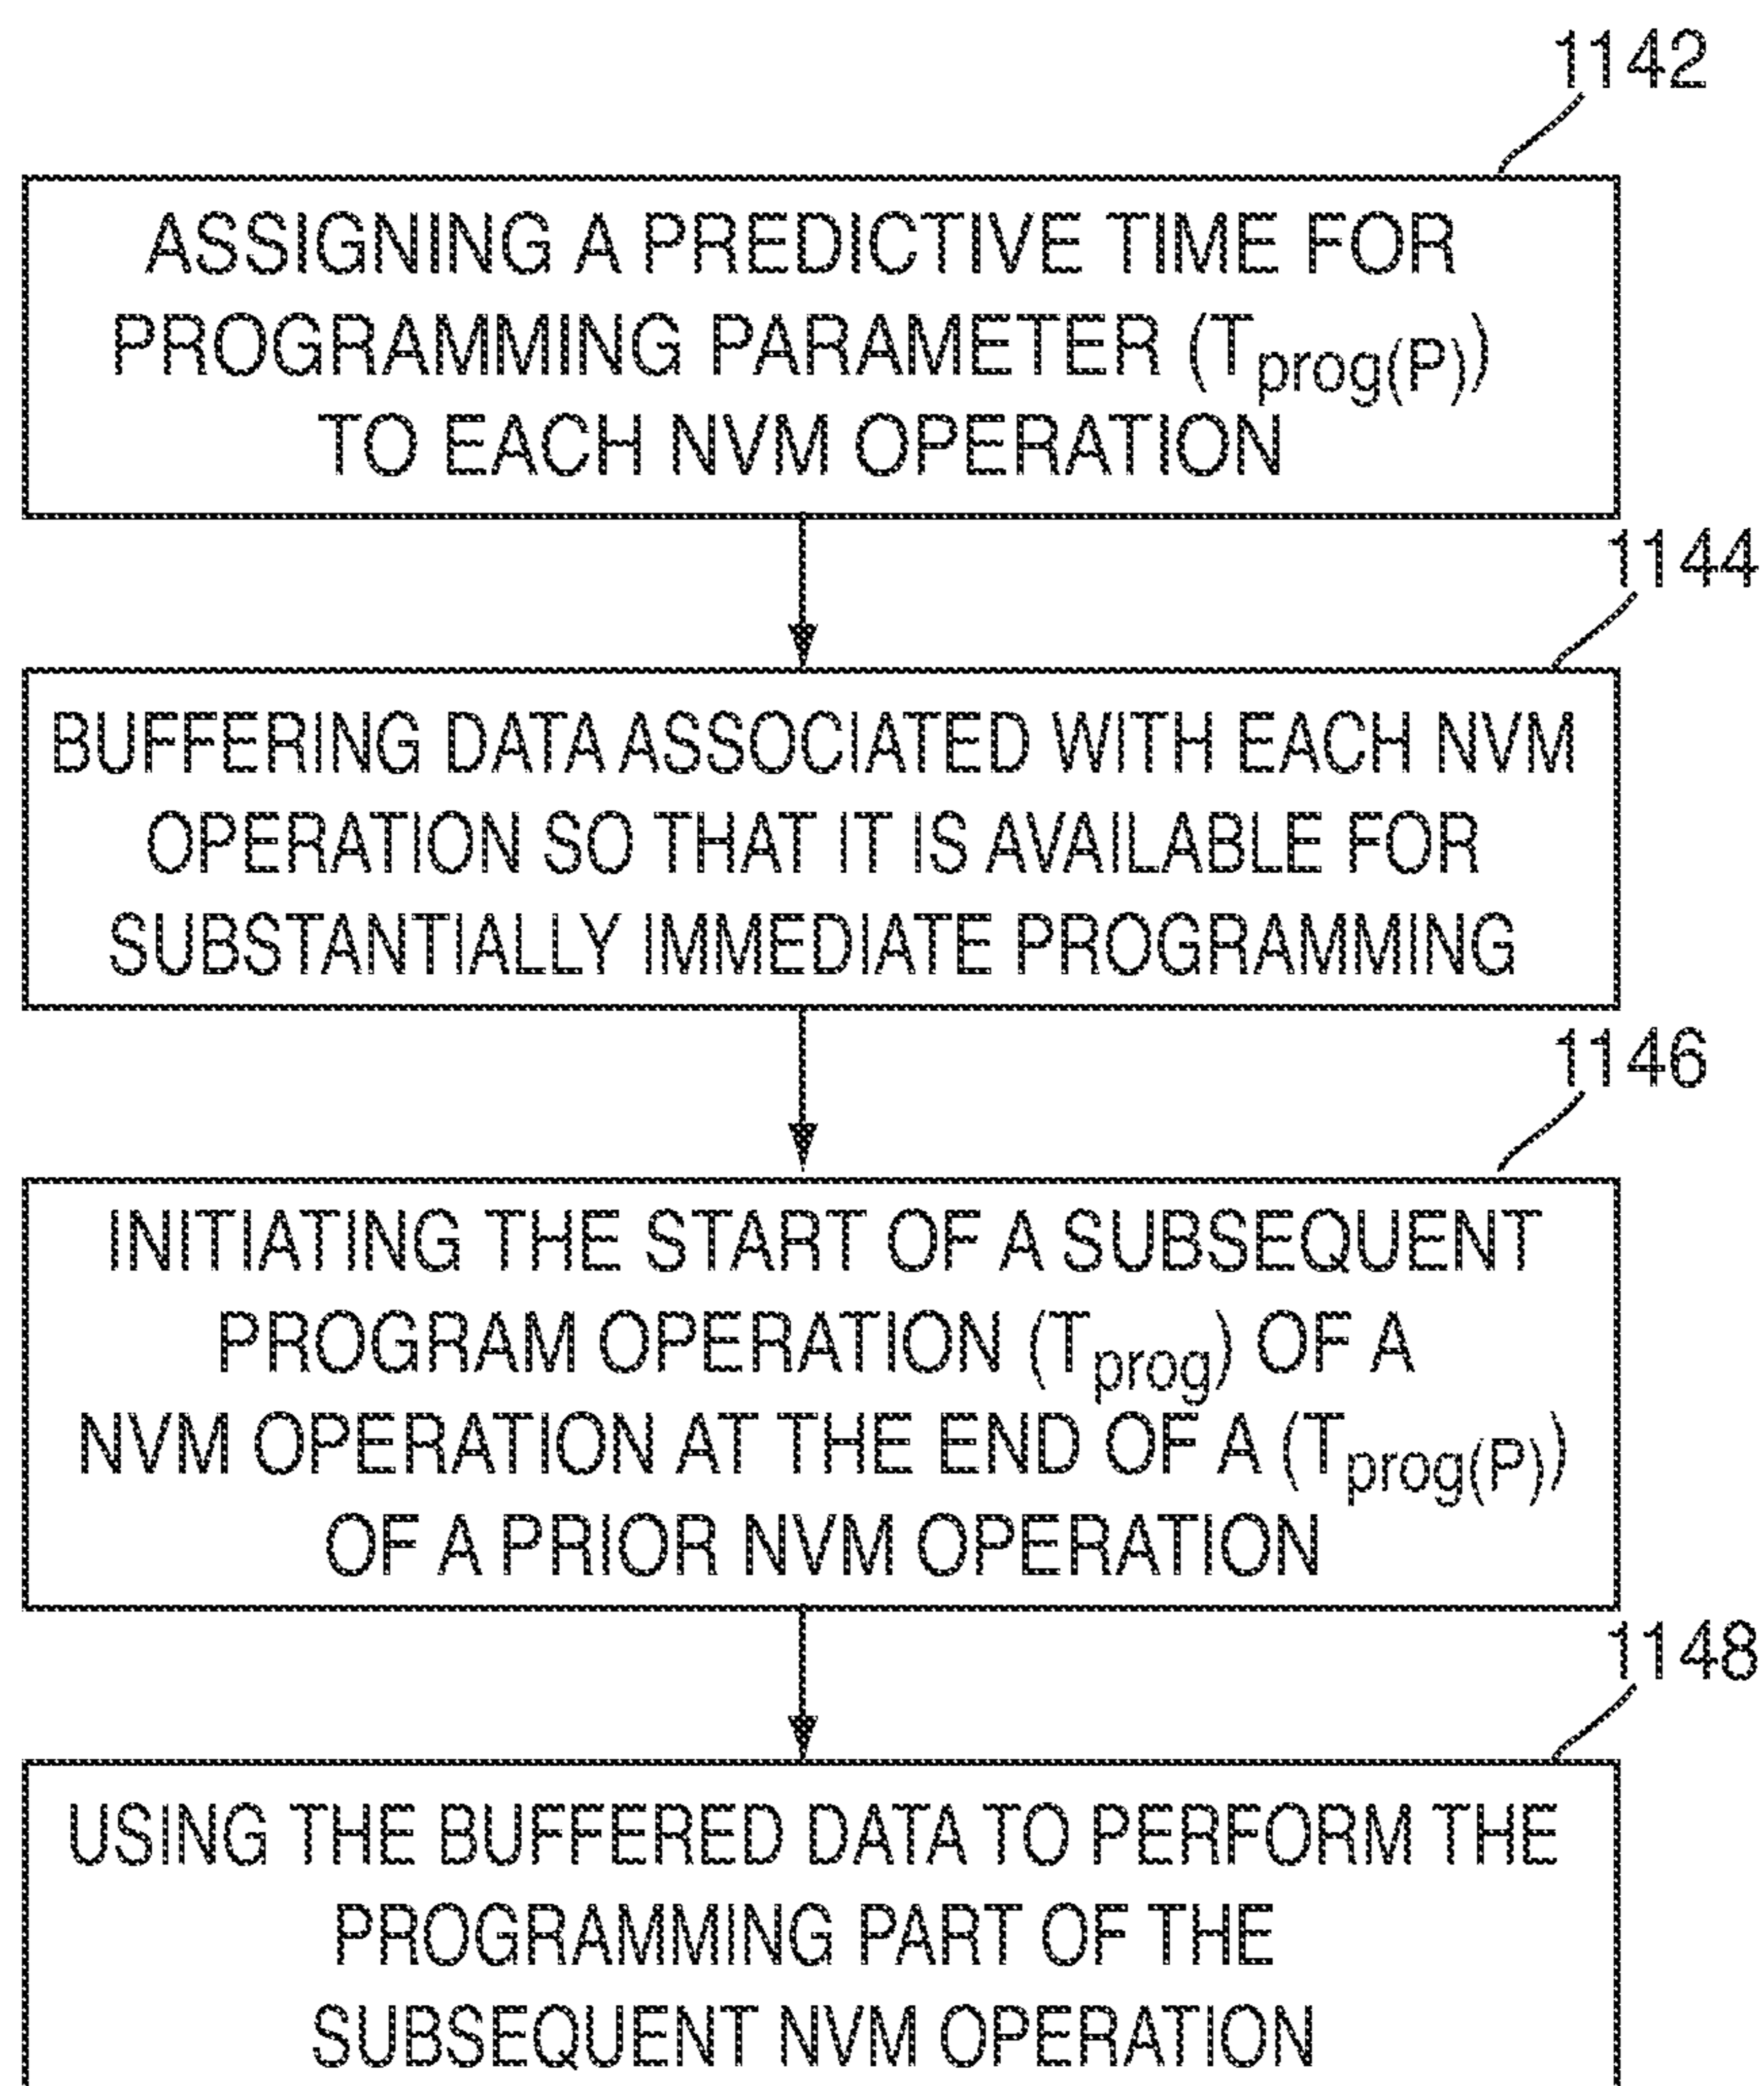 1142
ASSIGNING A PREDICTIVE TIME FOR
PROGRAMMING PARAMETER (Tprog(P))
TO EACH NVM OPERATION
1144
BUFFERING DATA ASSOCIATED WITH EACH NVM
OPERATION SO THAT IT IS AVAILABLE FOR
SUBSTANTIALLY IMMEDIATE PROGRAMMING
1146
INITIATING THE START OF A SUBSEQUENT
PROGRAM OPERATION (Tprog) OF A
NVM OPERATION AT THE END OF A (Tprog(P))
OF A PRIOR NVM OPERATION
1148
USING THE BUFFERED DATA TO PERFORM THE
PROGRAMMING PART OF THE
SUBSEQUENT NVM OPERATION